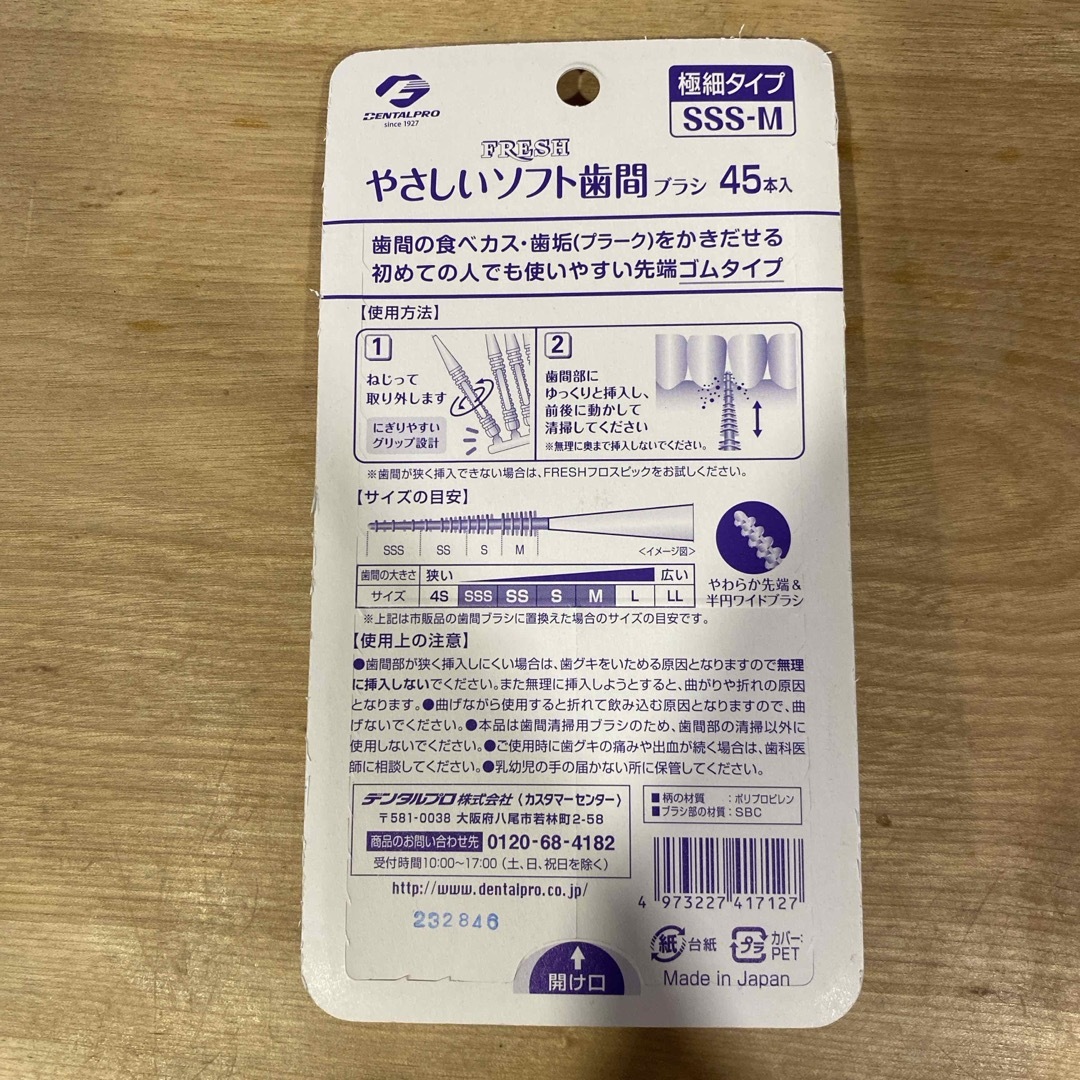 DENTALPRO
since 1927
極細タイプ
SSS-M
FRESH
やさしいソフト歯間ブラシ 45本入
歯間の食べカス・歯垢(プラーク)をかきだせる
初めての人でも使いやすい先端ゴムタイプ
【使用方法】
1
ねじって
取り外します
にぎりやすい
グリップ設計
2
歯間部に
ゆっくりと挿入し、
前後に動かして
清掃してください
※無理に奥まで挿入しないでください。
※歯間が狭く挿入できない場合は、FRESHフロスピックをお試しください。
【サイズの目安】
SSS SS S M
<イメージ図>
やわらか先端&
半円ワイドブラシ
歯間の大きさ 狭い 広い
サイズ 4S SSS SS S M L LL
※上記は市販品の歯間ブラシに置換えた場合のサイズの目安です。
【使用上の注意】
●歯間部が狭く挿入しにくい場合は、歯グキをいためる原因となりますので無理
に挿入しないでください。また無理に挿入しようとすると、曲がりや折れの原因
となります。●曲げながら使用すると折れて飲み込む原因となりますので、曲
げないでください。●本品は歯間清掃用ブラシのため、歯間部の清掃以外に
使用しないでください。●ご使用時に歯グキの痛みや出血が続く場合は、歯科医
師に相談してください。●乳幼児の手の届かない所に保管してください。
デンタルプロ株式会社〈カスタマーセンター〉
〒581-0038 大阪府八尾市若林町2-58
商品のお問い合わせ先 0120-68-4182
受付時間10:00〜17:00(土、日、祝日を除く)
http://www.dentalpro.co.jp/
232846
■柄の材質 :ポリプロピレン
■ブラシ部の材質:SBC
4 973227 417127
紙 台紙
プラ カバー:
PET
Made in Japan
開け口